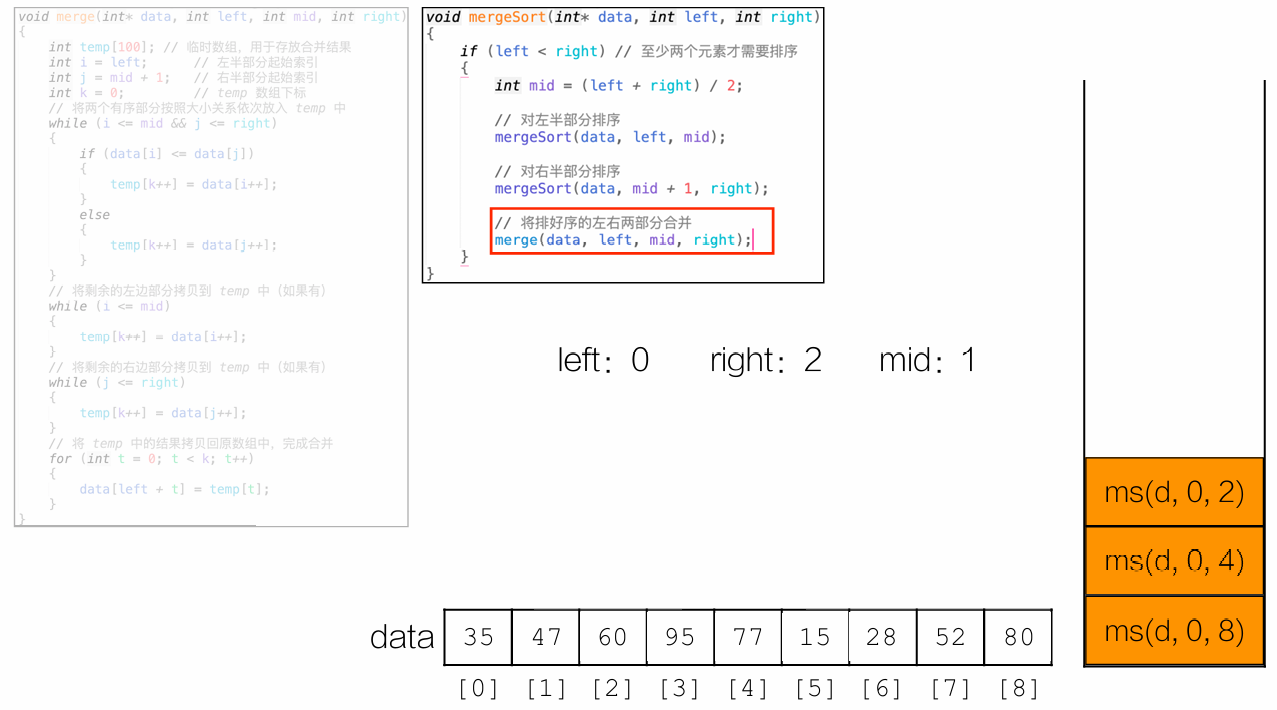 void merge(int* data, int left, int mid, int right)
{
    int temp[100]; // 临时数组，用于存放合并结果
    int i = left;      // 左半部分起始索引
    int j = mid + 1;   // 右半部分起始索引
    int k = 0;         // temp 数组下标
    // 将两个有序部分按照大小关系依次放入 temp 中
    while (i <= mid && j <= right)
    {
        if (data[i] <= data[j])
        {
            temp[k++] = data[i++];
        }
        else
        {
            temp[k++] = data[j++];
        }
    }
    // 将剩余的左边部分拷贝到 temp 中（如果有）
    while (i <= mid)
    {
        temp[k++] = data[i++];
    }
    // 将剩余的右边部分拷贝到 temp 中（如果有）
    while (j <= right)
    {
        temp[k++] = data[j++];
    }
    // 将 temp 中的结果拷贝回原数组中，完成合并
    for (int t = 0; t < k; t++)
    {
        data[left + t] = temp[t];
    }
}
void mergeSort(int* data, int left, int right)
{
    if (left < right) // 至少两个元素才需要排序
    {
        int mid = (left + right) / 2;
        // 对左半部分排序
        mergeSort(data, left, mid);
        // 对右半部分排序
        mergeSort(data, mid + 1, right);
        // 将排好序的左右两部分合并
        merge(data, left, mid, right);
    }
}
left: 0 right: 2 mid: 1
ms(d, 0, 2)
ms(d, 0, 4)
ms(d, 0, 8)
data 35 47 60 95 77 15 28 52 80
[0] [1] [2] [3] [4] [5] [6] [7] [8]